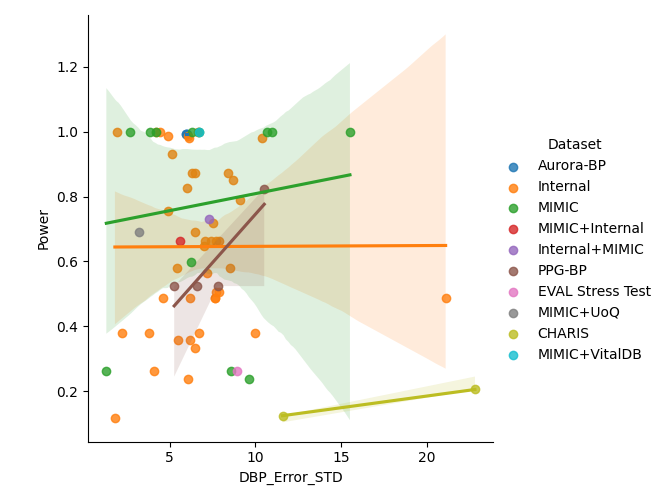 Power
1.2
1.0
0.8
0.6
0.4
0.2
5
10
15
20
DBP_Error_STD
Dataset
Aurora-BP
Internal
MIMIC
MIMIC+Internal
Internal+MIMIC
PPG-BP
EVAL Stress Test
MIMIC+UoQ
CHARIS
MIMIC+VitalDB